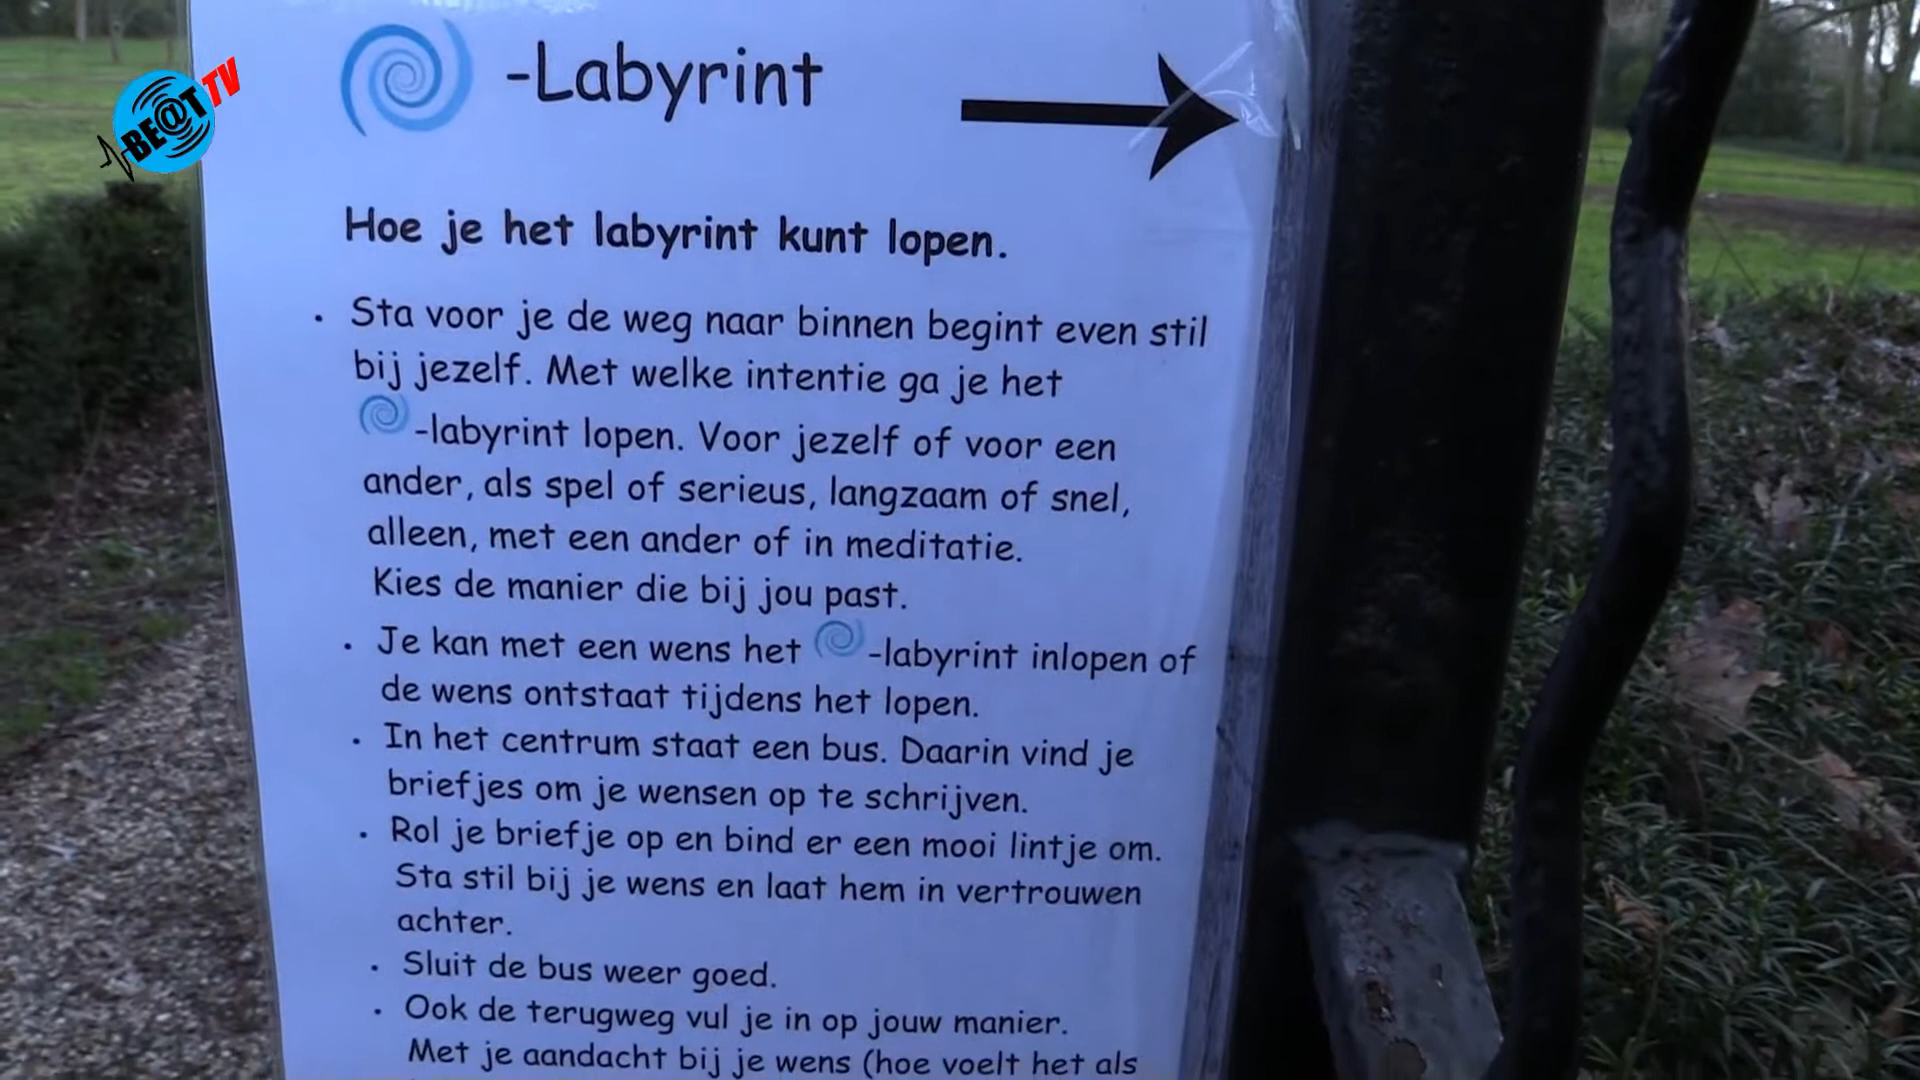 BE@T TV
-Labyrint
Hoe je het labyrint kunt lopen.
. Sta voor je de weg naar binnen begint even stil
bij jezelf. Met welke intentie ga je het
-labyrint lopen. Voor jezelf of voor een
ander, als spel of serieus, langzaam of snel,
alleen, met een ander of in meditatie.
Kies de manier die bij jou past.
. Je kan met een wens het -labyrint inlopen of
de wens ontstaat tijdens het lopen.
. In het centrum staat een bus. Daarin vind je
briefjes om je wensen op te schrijven.
. Rol je briefje op en bind er een mooi lintje om.
Sta stil bij je wens en laat hem in vertrouwen
achter.
. Sluit de bus weer goed.
. Ook de terugweg vul je in op jouw manier.
Met je aandacht bij je wens (hoe voelt het als